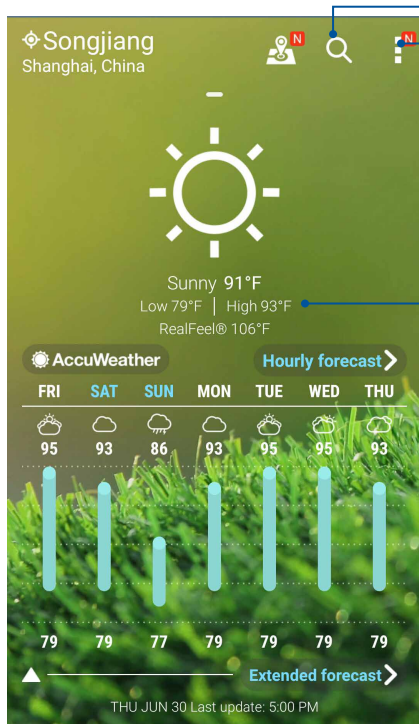 Songjiang
Shanghai, China
N
N
Sunny 91°F
Low 79°F | High 93°F
RealFeel® 106°F
AccuWeather
Hourly forecast
FRI SAT SUN MON TUE WED THU
95 93 86 93 95 95 93
79 79 77 79 79 79 79
Extended forecast
THU JUN 30 Last update: 5:00 PM